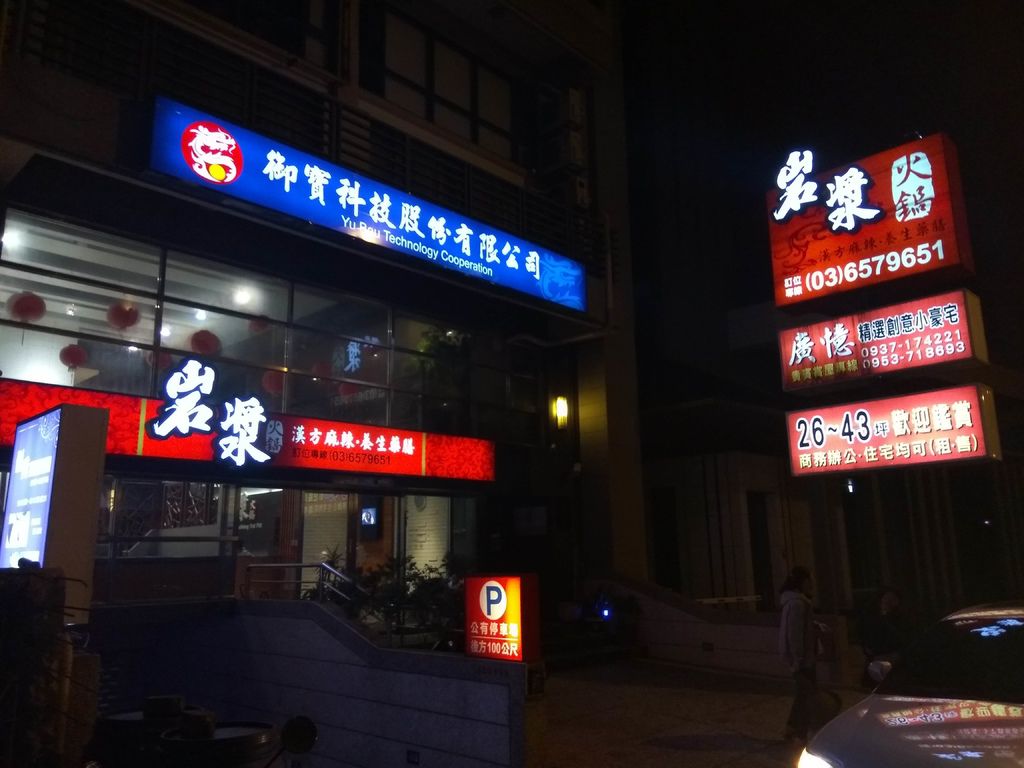 御寶科技股份有限公司
Yu Bou Technology Cooperation
岩漿
火鍋
漢方麻辣·養生藥膳
訂位專線(03)6579651
岩漿
火鍋
漢方麻辣·養生藥膳
訂位專線 (03)6579651
廣憶
精選創意小豪宅
0937-174221
0953-718693
26~43坪 歡迎鑑賞
商務辦公·住宅均可(租·售)
P
公有停車場
後方100公尺